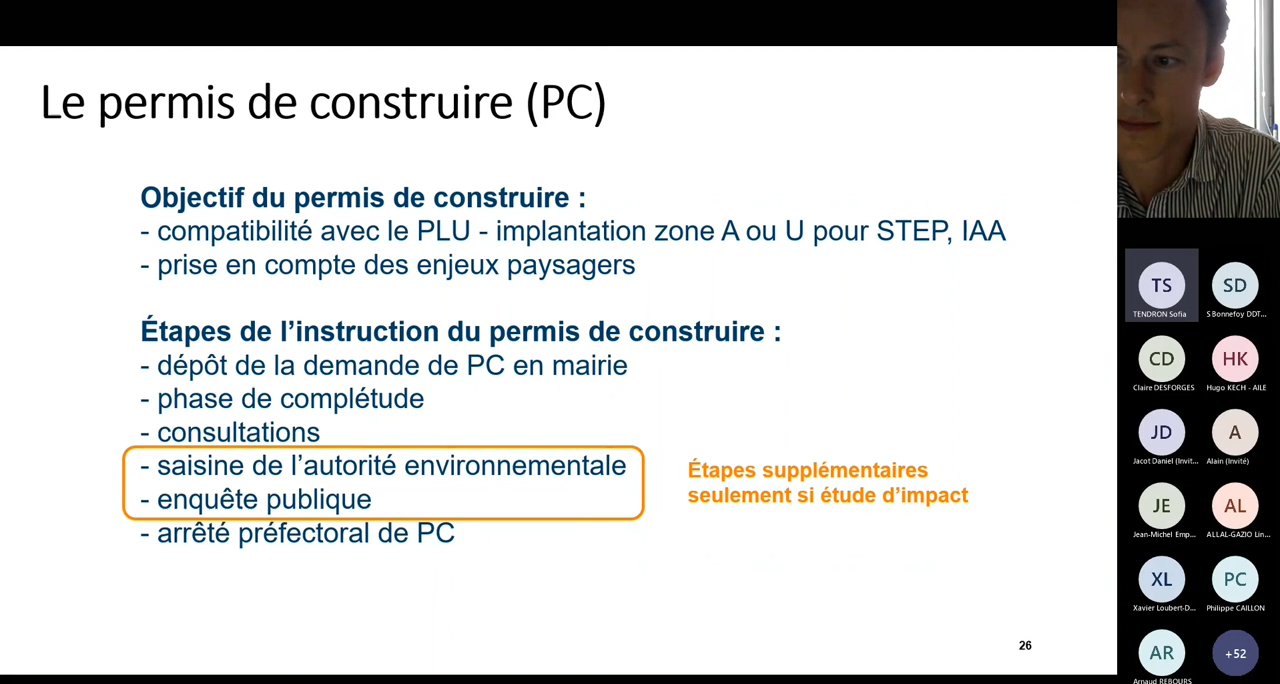 Le permis de construire (PC)
Objectif du permis de construire :
- compatibilité avec le PLU - implantation zone A ou U pour STEP, IAA
- prise en compte des enjeux paysagers
Étapes de l’instruction du permis de construire :
- dépôt de la demande de PC en mairie
- phase de complétude
- consultations
- saisine de l’autorité environnementale
- enquête publique
Étapes supplémentaires
seulement si étude d’impact
- arrêté préfectoral de PC
26
TS
SD
TENDRON Sofia
S Bonnefoy DDT...
CD
HK
Claire DESFORGES
Hugo KECH - AILE
JD
A
Jacot Daniel (Invit...
Alain (Invité)
JE
AL
Jean-Michel Emp...
ALLAL-GAZIO Lin...
XL
PC
Xavier Loubert-D...
Philippe CAILLON
AR
+52
Arnaud REBOURS